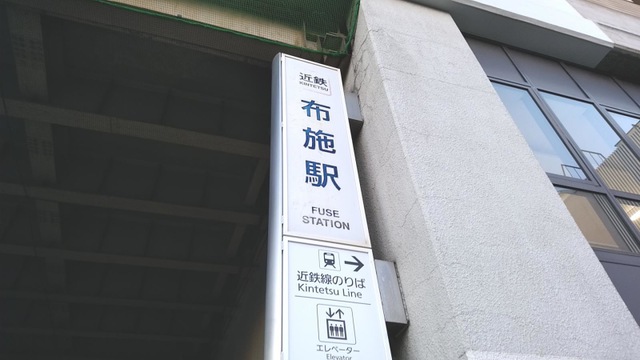 近鉄
KINTETSU
布施駅
FUSE
STATION
近鉄線のりば
Kintetsu Line
エレベーター
Elevator